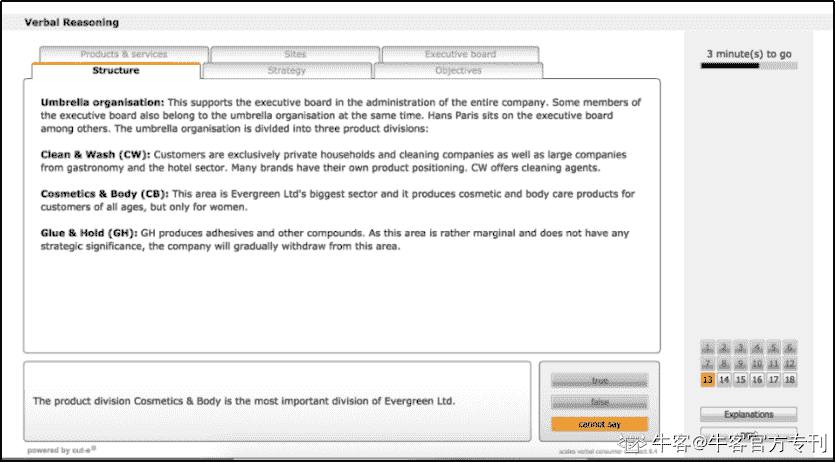 Verbal Reasoning
Products & services Sites Executive board
Structure Strategy Objectives
3 minute(s) to go
Umbrella organisation: This supports the executive board in the administration of the entire company. Some members of
the executive board also belong to the umbrella organisation at the same time. Hans Paris sits on the executive board
among others. The umbrella organisation is divided into three product divisions:
Clean & Wash (CW): Customers are exclusively private households and cleaning companies as well as large companies
from gastronomy and the hotel sector. Many brands have their own product positioning. CW offers cleaning agents.
Cosmetics & Body (CB): This area is Evergreen Ltd's biggest sector and it produces cosmetic and body care products for
customers of all ages, but only for women.
Glue & Hold (GH): GH produces adhesives and other compounds. As this area is rather marginal and does not have any
strategic significance, the company will gradually withdraw from this area.
1 2 3 4 5 6
7 8 9 10 11 12
13 14 15 16 17 18
The product division Cosmetics & Body is the most important division of Evergreen Ltd.
true
false
cannot say
Explanations
powered by cut-e®
scales verbal consumer
牛客@牛客官方专刊